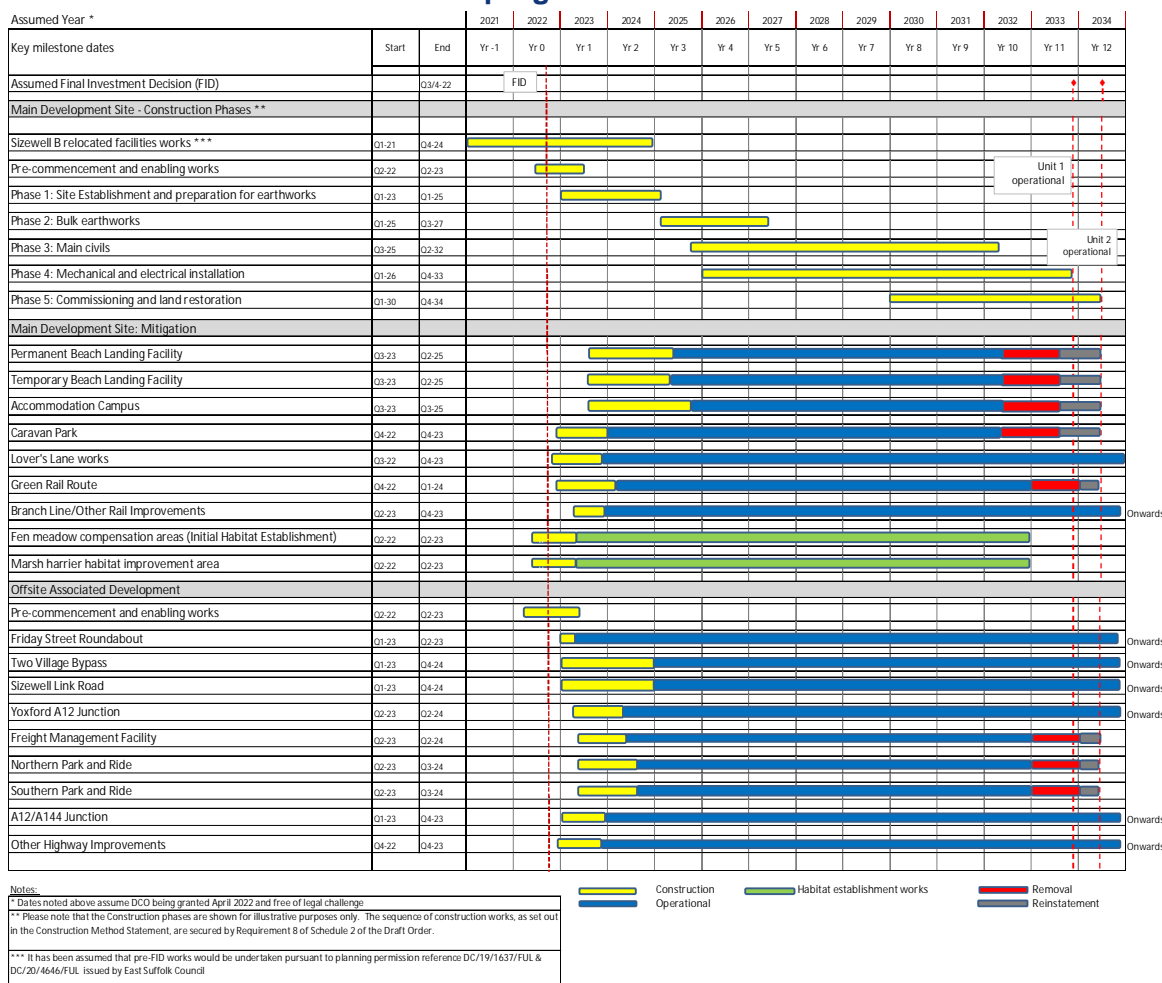 Assumed Year * 2021 2022 2023 2024 2025 2026 2027 2028 2029 2030 2031 2032 2033 2034
Key milestone dates Start End Yr -1 Yr 0 Yr 1 Yr 2 Yr 3 Yr 4 Yr 5 Yr 6 Yr 7 Yr 8 Yr 9 Yr 10 Yr 11 Yr 12
Assumed Final Investment Decision (FID) Q3/4-22 FID
Main Development Site - Construction Phases **
Sizewell B relocated facilities works *** Q1-21 Q4-24
Pre-commencement and enabling works Q2-22 Q2-23
Unit 1
operational
Phase 1: Site Establishment and preparation for earthworks Q1-23 Q1-25
Phase 2: Bulk earthworks Q1-25 Q3-27
Unit 2
operational
Phase 3: Main civils Q3-25 Q2-32
Phase 4: Mechanical and electrical installation Q1-26 Q4-33
Phase 5: Commissioning and land restoration Q1-30 Q4-34
Main Development Site: Mitigation
Permanent Beach Landing Facility Q3-23 Q2-25
Temporary Beach Landing Facility Q3-23 Q2-25
Accommodation Campus Q3-23 Q3-25
Caravan Park Q4-22 Q4-23
Lover's Lane works Q3-22 Q4-23
Green Rail Route Q4-22 Q1-24
Branch Line/Other Rail Improvements Q2-23 Q4-23 Onwards
Fen meadow compensation areas (Initial Habitat Establishment) Q2-22 Q2-23
Marsh harrier habitat improvement area Q2-22 Q2-23
Offsite Associated Development
Pre-commencement and enabling works Q2-22 Q2-23
Friday Street Roundabout Q1-23 Q2-23 Onwards
Two Village Bypass Q1-23 Q4-24 Onwards
Sizewell Link Road Q1-23 Q4-24 Onwards
Yoxford A12 Junction Q2-23 Q2-24 Onwards
Freight Management Facility Q2-23 Q2-24
Northern Park and Ride Q2-23 Q3-24
Southern Park and Ride Q2-23 Q3-24
A12/A144 Junction Q1-23 Q4-23 Onwards
Other Highway Improvements Q4-22 Q4-23 Onwards
Notes:
* Dates noted above assume DCO being granted April 2022 and free of legal challenge
** Please note that the Construction phases are shown for illustrative purposes only. The sequence of construction works, as set out
in the Construction Method Statement, are secured by Requirement 8 of Schedule 2 of the Draft Order.
*** It has been assumed that pre-FID works would be undertaken pursuant to planning permission reference DC/19/1637/FUL &
DC/20/4646/FUL issued by East Suffolk Council
Construction Habitat establishment works Removal
Operational Reinstatement